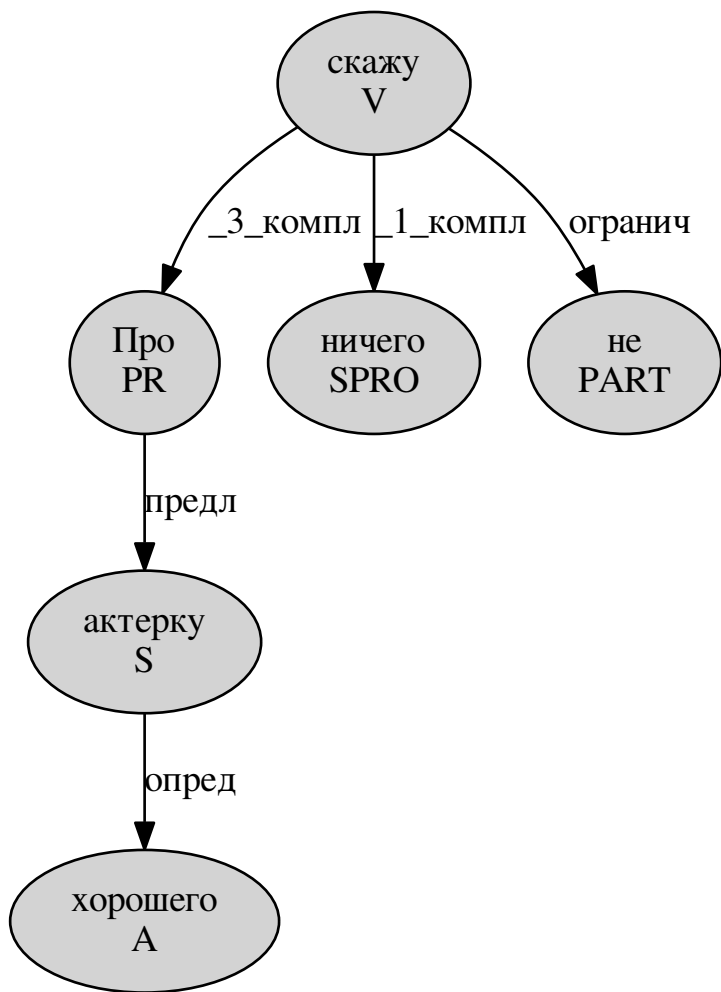 скажу
V
_3_компл
_1_компл
огранич
Про
PR
ничего
SPRO
не
PART
предл
актерку
S
опред
хорошего
A